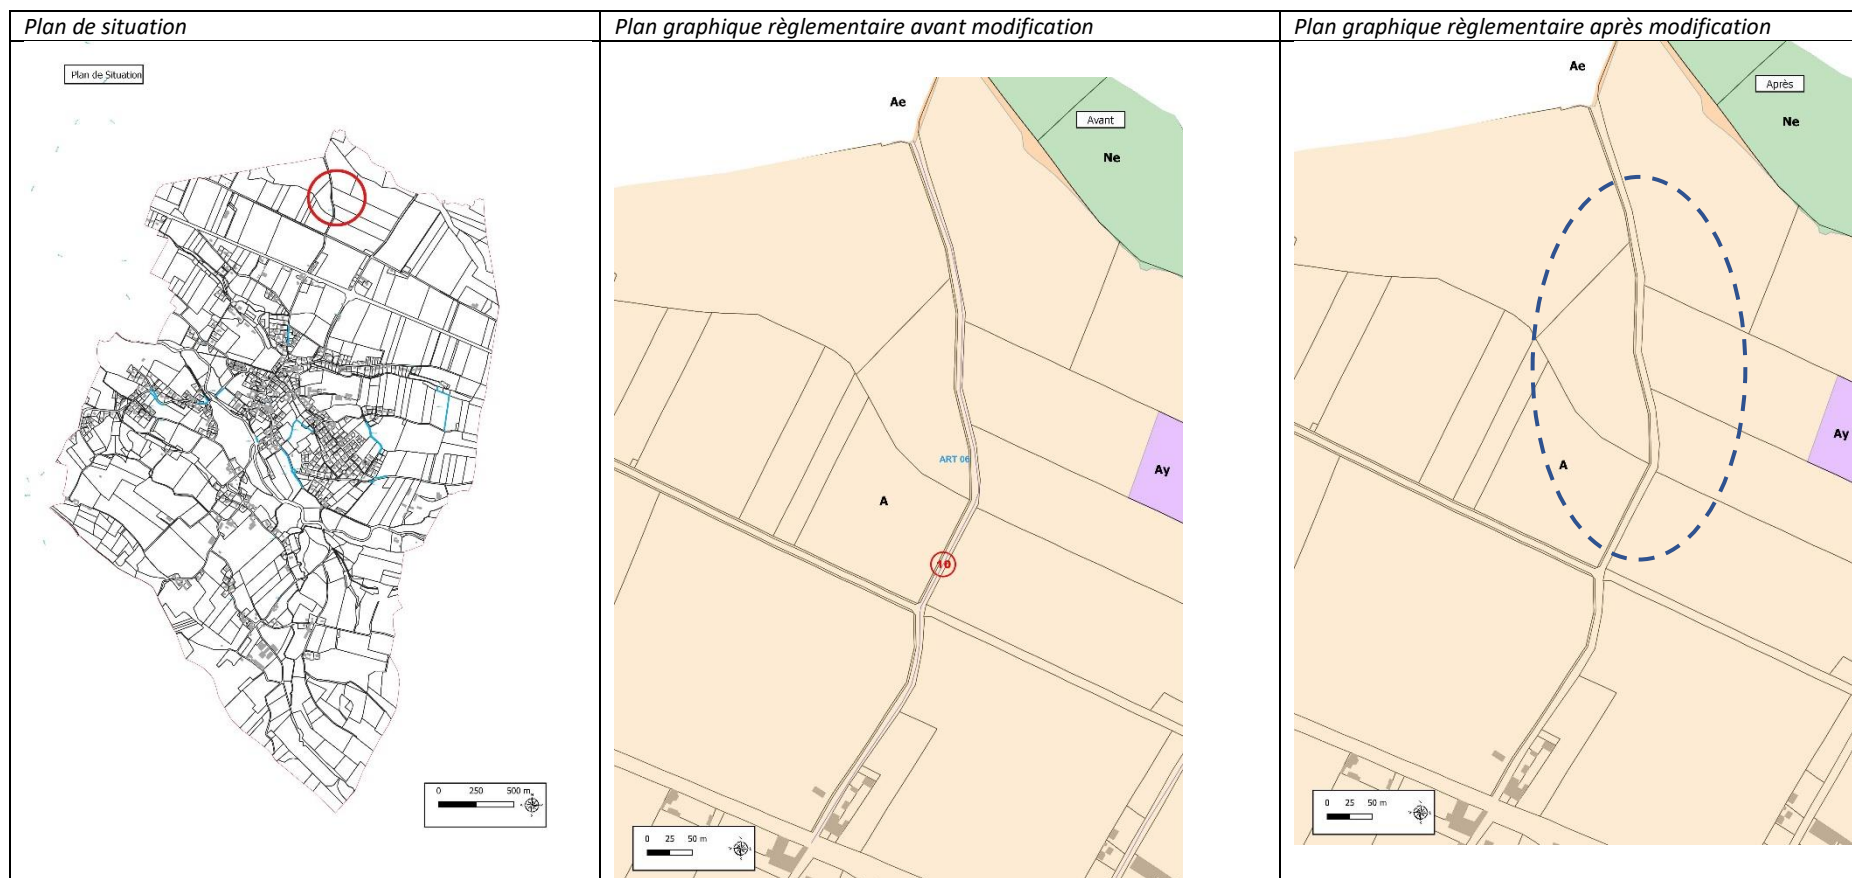 Plan de situation
Plan graphique règlementaire avant modification
Plan graphique règlementaire après modification
Plan de Situation
0 250 500 m
Ae
Avant
Ne
Ay
ART 06
A
10
0 25 50 m
Ae
Après
Ne
Ay
A
0 25 50 m